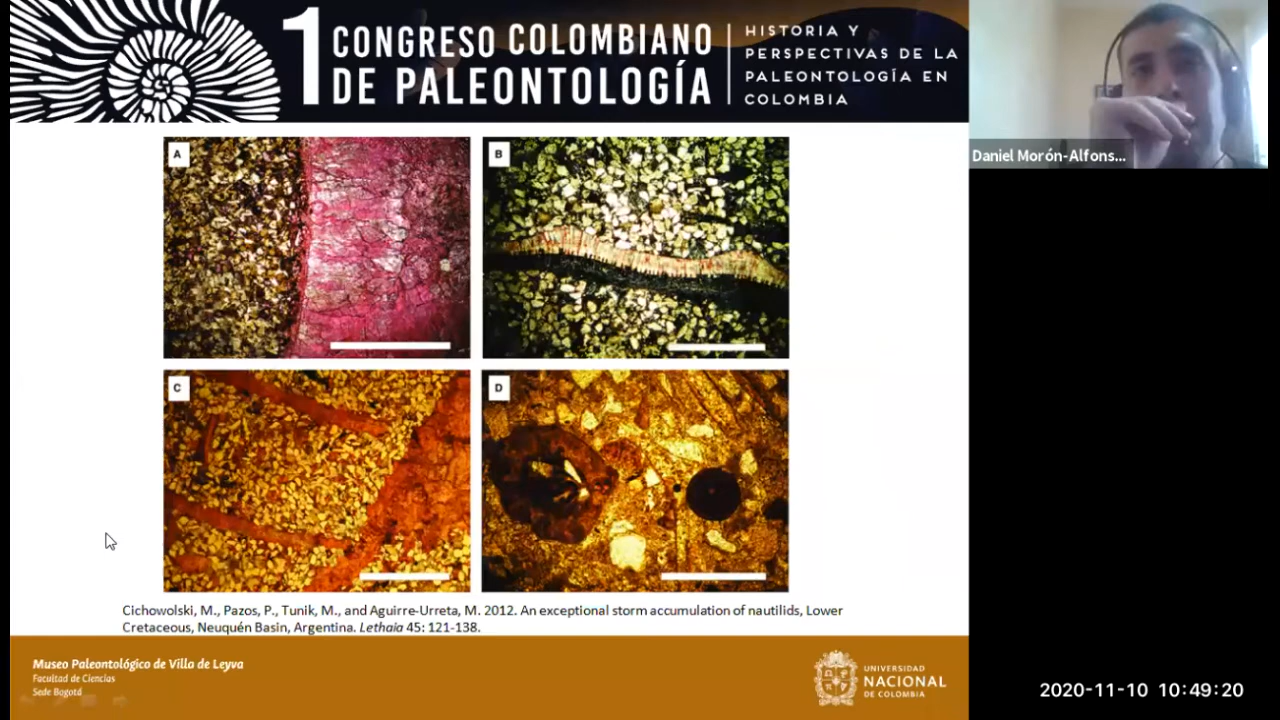 1 CONGRESO COLOMBIANO
DE PALEONTOLOGÍA
HISTORIA Y
PERSPECTIVAS DE LA
PALEONTOLOGÍA EN
COLOMBIA
Daniel Morón-Alfons...
A
B
C
D
Cichowolski, M., Pazos, P., Tunik, M., and Aguirre-Urreta, M. 2012. An exceptional storm accumulation of nautilids, Lower
Cretaceous, Neuquén Basin, Argentina. Lethaia 45: 121-138.
Museo Paleontológico de Villa de Leyva
Facultad de Ciencias
Sede Bogotá
UNIVERSIDAD
NACIONAL
DE COLOMBIA
2020-11-10 10:49:20